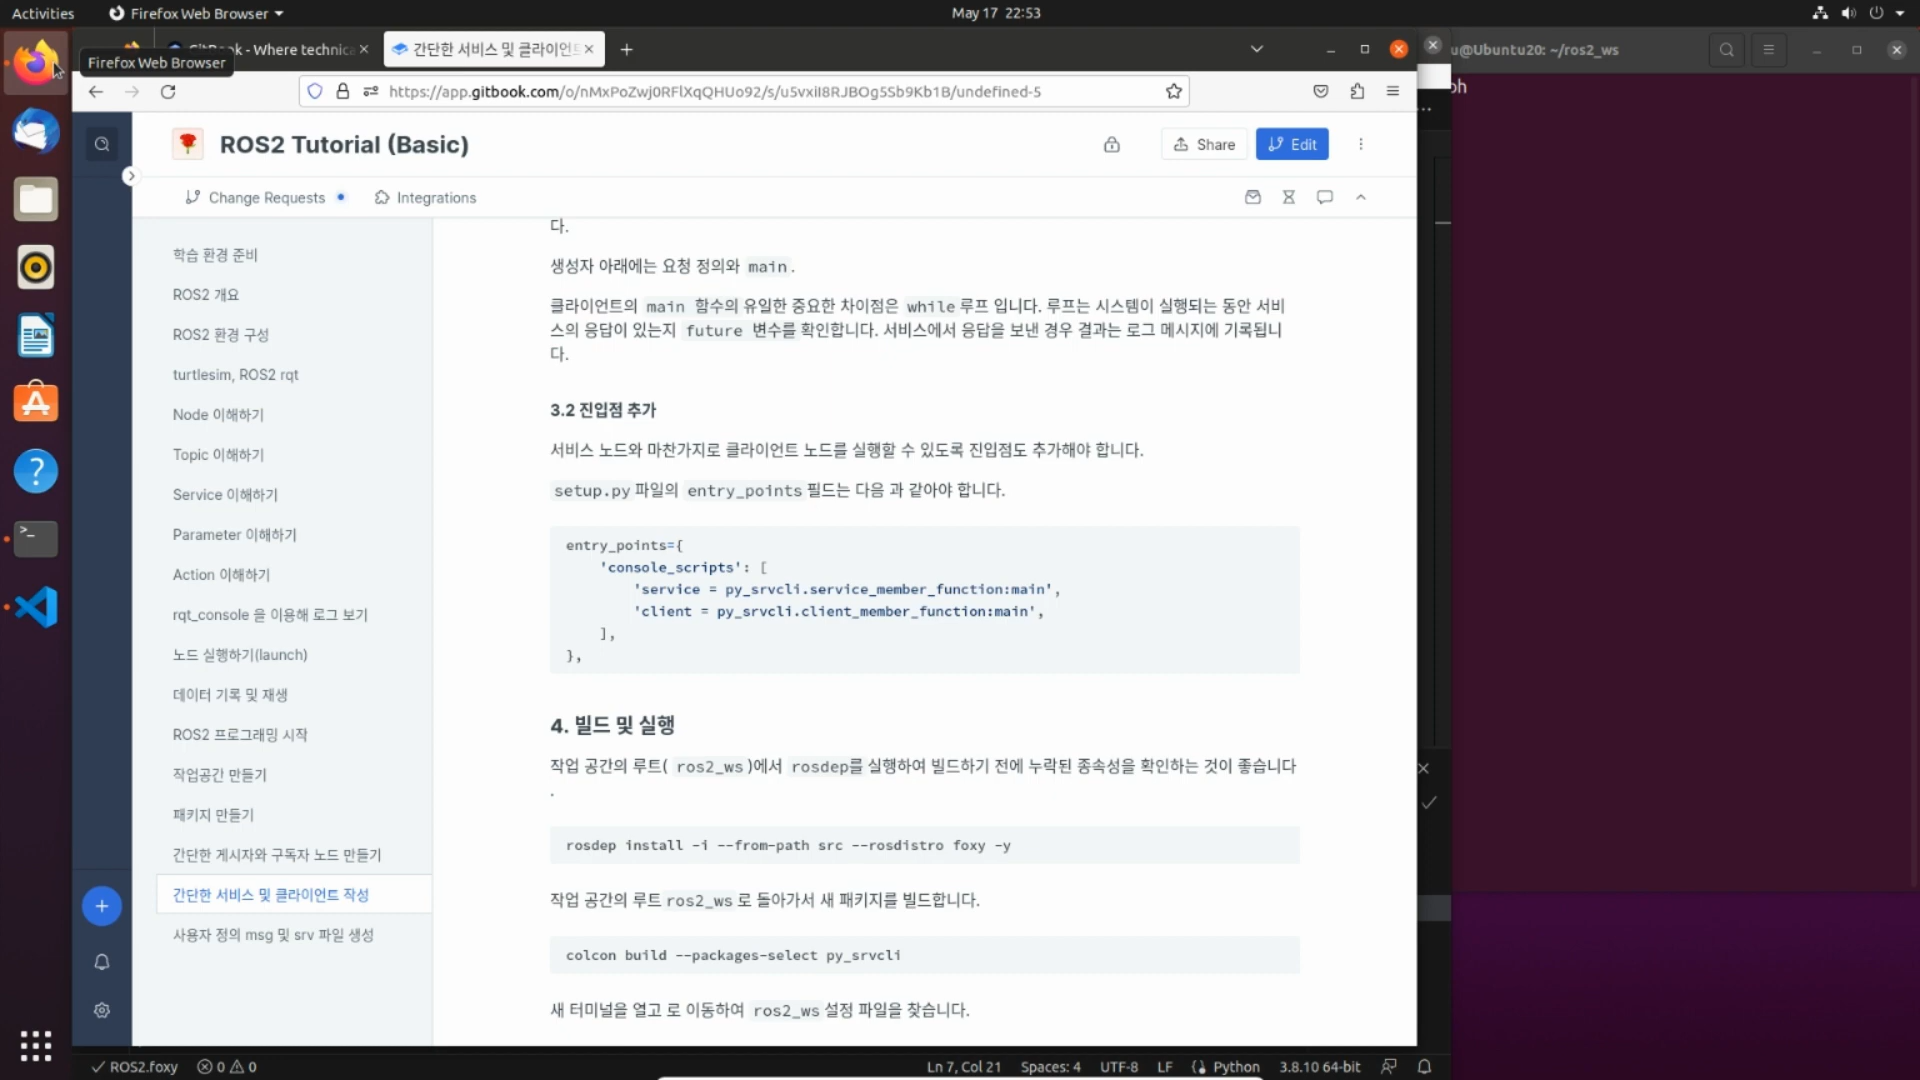 Activities
Firefox Web Browser
May 17 22:53
GitBook - Where technica
간단한 서비스 및 클라이언트
u@Ubuntu20: ~/ros2_ws
Firefox Web Browser
https://app.gitbook.com/o/nMxPoZwj0RFlXqQHUo92/s/u5vxiI8RJBOg5Sb9Kb1B/undefined-5
ph
ROS2 Tutorial (Basic)
Share
Edit
Change Requests
Integrations
학습 환경 준비
ROS2 개요
ROS2 환경 구성
turtlesim, ROS2 rqt
Node 이해하기
Topic 이해하기
Service 이해하기
Parameter 이해하기
Action 이해하기
rqt_console 을 이용해 로그 보기
노드 실행하기(launch)
데이터 기록 및 재생
ROS2 프로그래밍 시작
작업공간 만들기
패키지 만들기
간단한 게시자와 구독자 노드 만들기
간단한 서비스 및 클라이언트 작성
사용자 정의 msg 및 srv 파일 생성
다.
생성자 아래에는 요청 정의와 main .
클라이언트의 main 함수의 유일한 중요한 차이점은 while 루프 입니다. 루프는 시스템이 실행되는 동안 서비
스의 응답이 있는지 future 변수를 확인합니다. 서비스에서 응답을 보낸 경우 결과는 로그 메시지에 기록됩니
다.
3.2 진입점 추가
서비스 노드와 마찬가지로 클라이언트 노드를 실행할 수 있도록 진입점도 추가해야 합니다.
setup.py 파일의 entry_points 필드는 다음 과 같아야 합니다.
entry_points={
'console_scripts': [
'service = py_srvcli.service_member_function:main',
'client = py_srvcli.client_member_function:main',
],
},
4. 빌드 및 실행
작업 공간의 루트( ros2_ws )에서 rosdep를 실행하여 빌드하기 전에 누락된 종속성을 확인하는 것이 좋습니다
.
rosdep install -i --from-path src --rosdistro foxy -y
작업 공간의 루트 ros2_ws 로 돌아가서 새 패키지를 빌드합니다.
colcon build --packages-select py_srvcli
새 터미널을 열고 로 이동하여 ros2_ws 설정 파일을 찾습니다.
ROS2.foxy
0
0
Ln 7, Col 21
Spaces: 4
UTF-8
LF
Python
3.8.10 64-bit